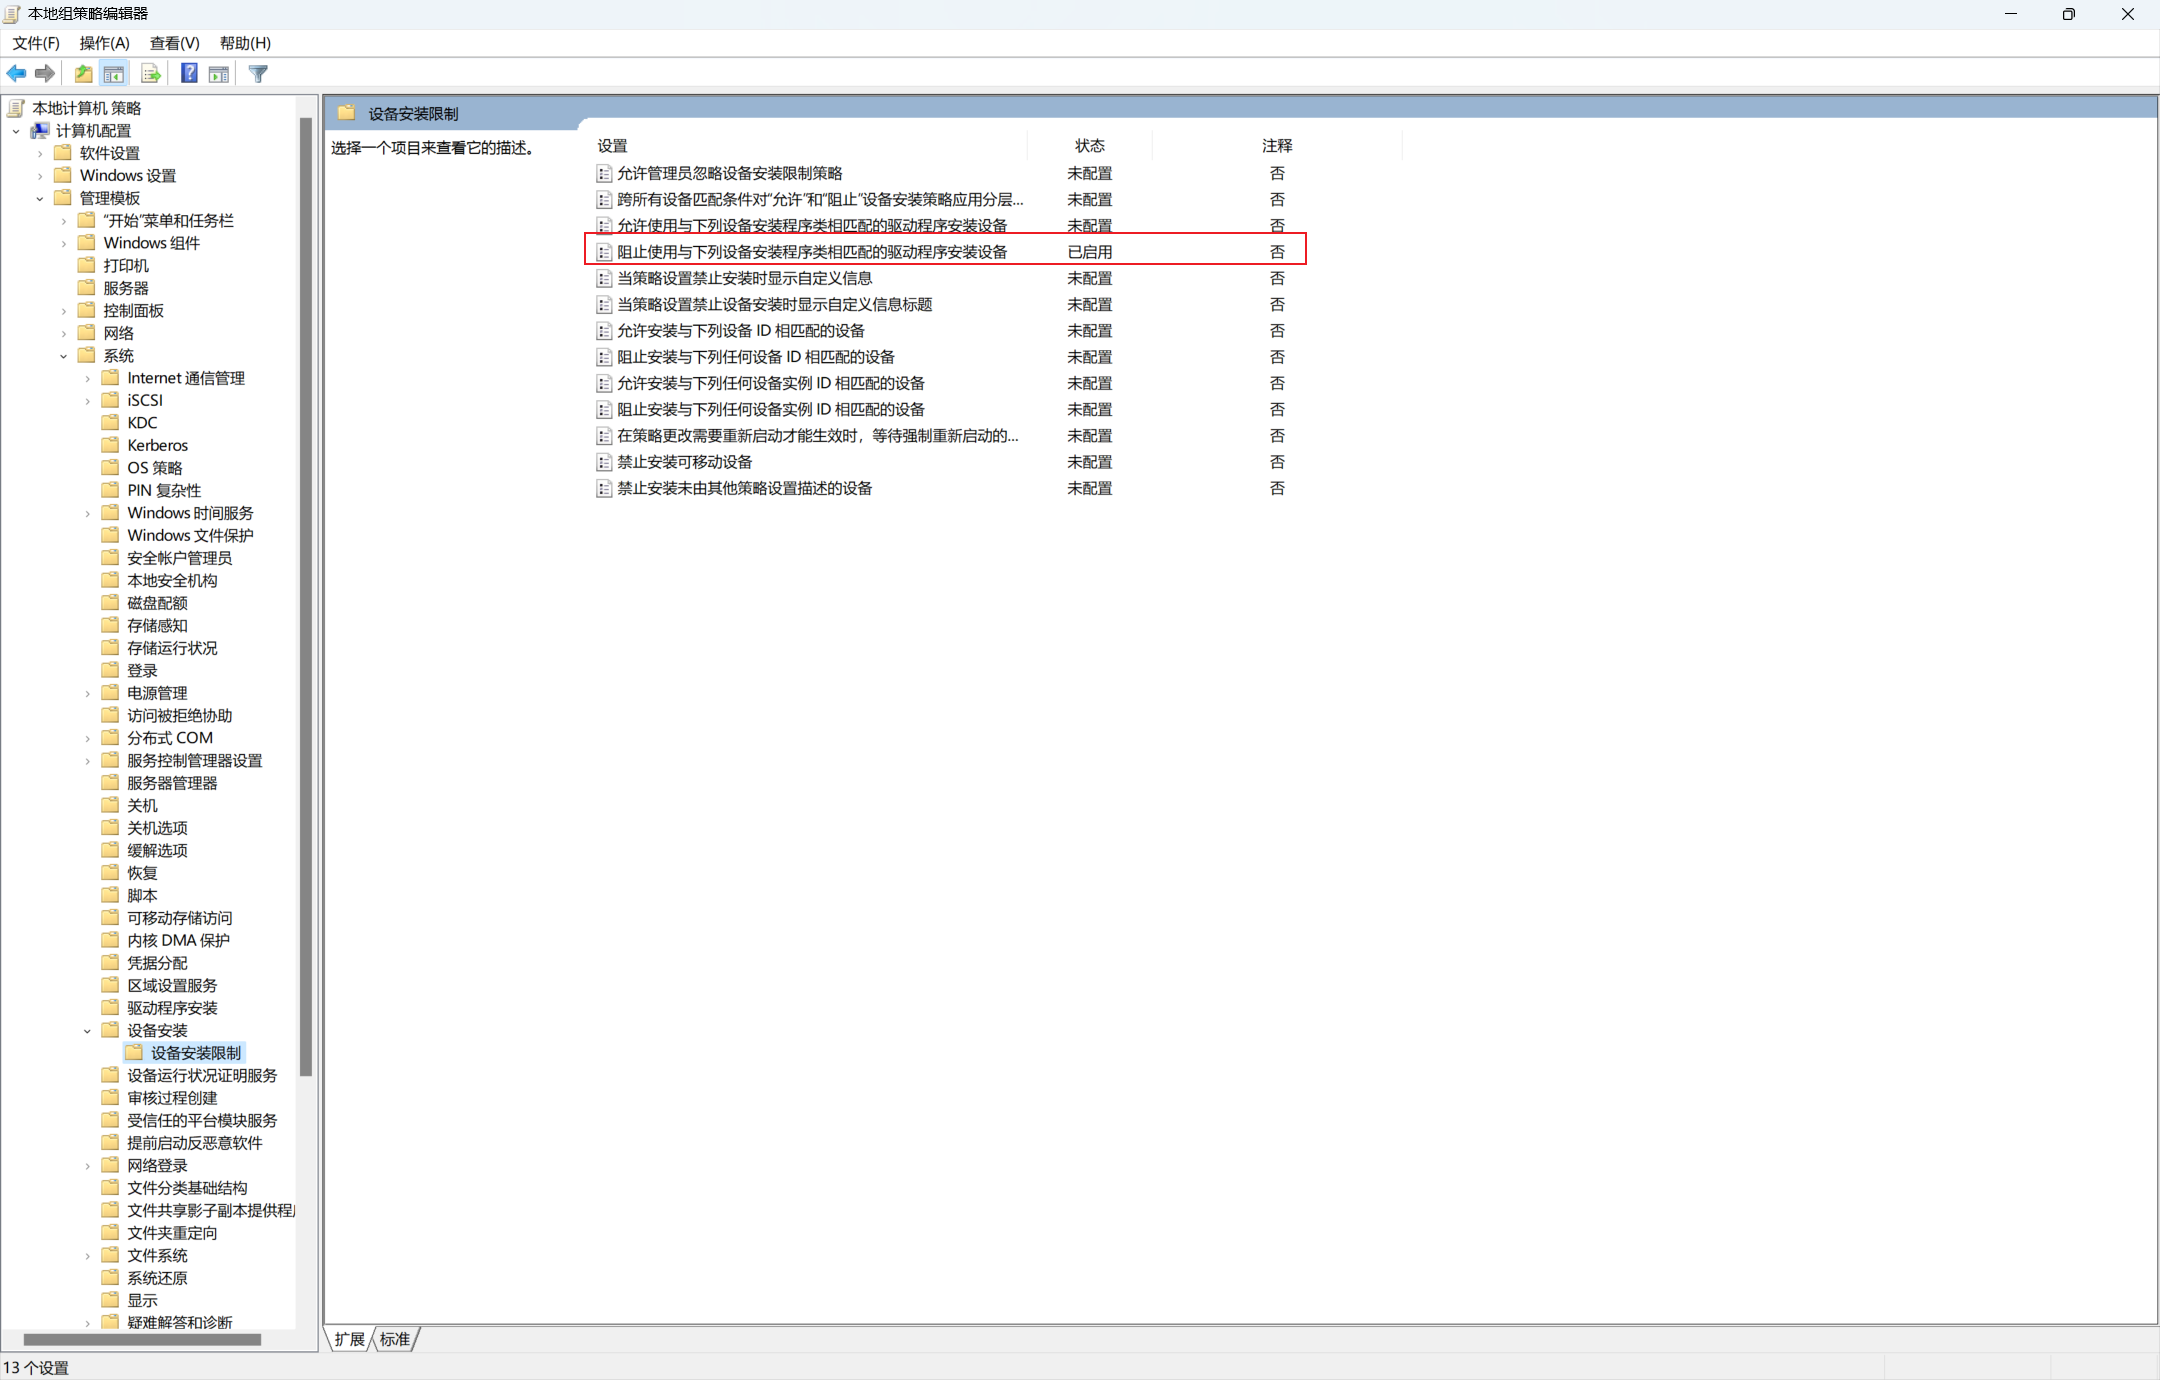 本地组策略编辑器
文件(F) 操作(A) 查看(V) 帮助(H)
本地计算机 策略
计算机配置
软件设置
Windows 设置
管理模板
“开始”菜单和任务栏
Windows 组件
打印机
服务器
控制面板
网络
系统
Internet 通信管理
iSCSI
KDC
Kerberos
OS 策略
PIN 复杂性
Windows 时间服务
Windows 文件保护
安全帐户管理员
本地安全机构
磁盘配额
存储感知
存储运行状况
登录
电源管理
访问被拒绝协助
分布式 COM
服务控制管理器设置
服务器管理器
关机
关机选项
缓解选项
恢复
脚本
可移动存储访问
内核 DMA 保护
凭据分配
区域设置服务
驱动程序安装
设备安装
设备安装限制
设备运行状况证明服务
审核过程创建
受信任的平台模块服务
提前启动反恶意软件
网络登录
文件分类基础结构
文件共享影子副本提供程
文件夹重定向
文件系统
系统还原
显示
疑难解答和诊断
设备安装限制
选择一个项目来查看它的描述。
设置 状态 注释
允许管理员忽略设备安装限制策略 未配置 否
跨所有设备匹配条件对“允许”和“阻止”设备安装策略应用分层... 未配置 否
允许使用与下列设备安装程序类相匹配的驱动程序安装设备 未配置 否
阻止使用与下列设备安装程序类相匹配的驱动程序安装设备 已启用 否
当策略设置禁止安装时显示自定义信息 未配置 否
当策略设置禁止设备安装时显示自定义信息标题 未配置 否
允许安装与下列设备 ID 相匹配的设备 未配置 否
阻止安装与下列任何设备 ID 相匹配的设备 未配置 否
允许安装与下列任何设备实例 ID 相匹配的设备 未配置 否
阻止安装与下列任何设备实例 ID 相匹配的设备 未配置 否
在策略更改需要重新启动才能生效时，等待强制重新启动的... 未配置 否
禁止安装可移动设备 未配置 否
禁止安装未由其他策略设置描述的设备 未配置 否
扩展 标准
13 个设置